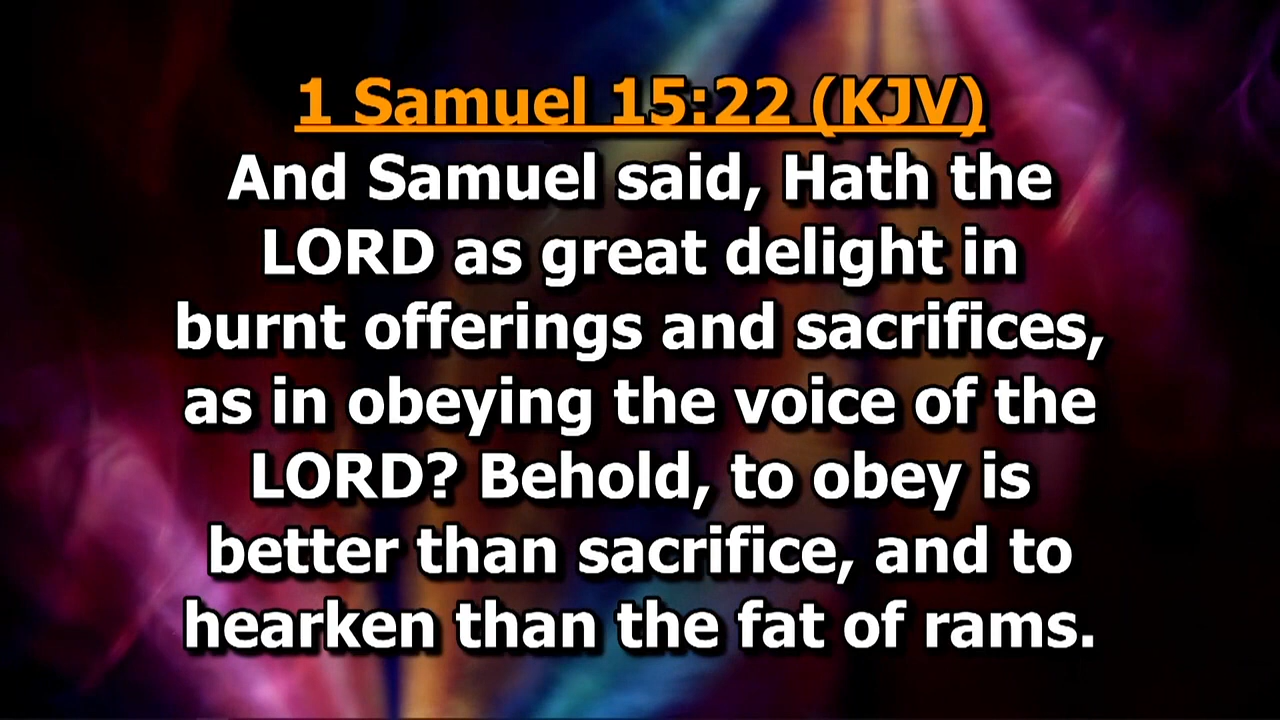 1 Samuel 15:22 (KJV)
And Samuel said, Hath the
LORD as great delight in
burnt offerings and sacrifices,
as in obeying the voice of the
LORD? Behold, to obey is
better than sacrifice, and to
hearken than the fat of rams.